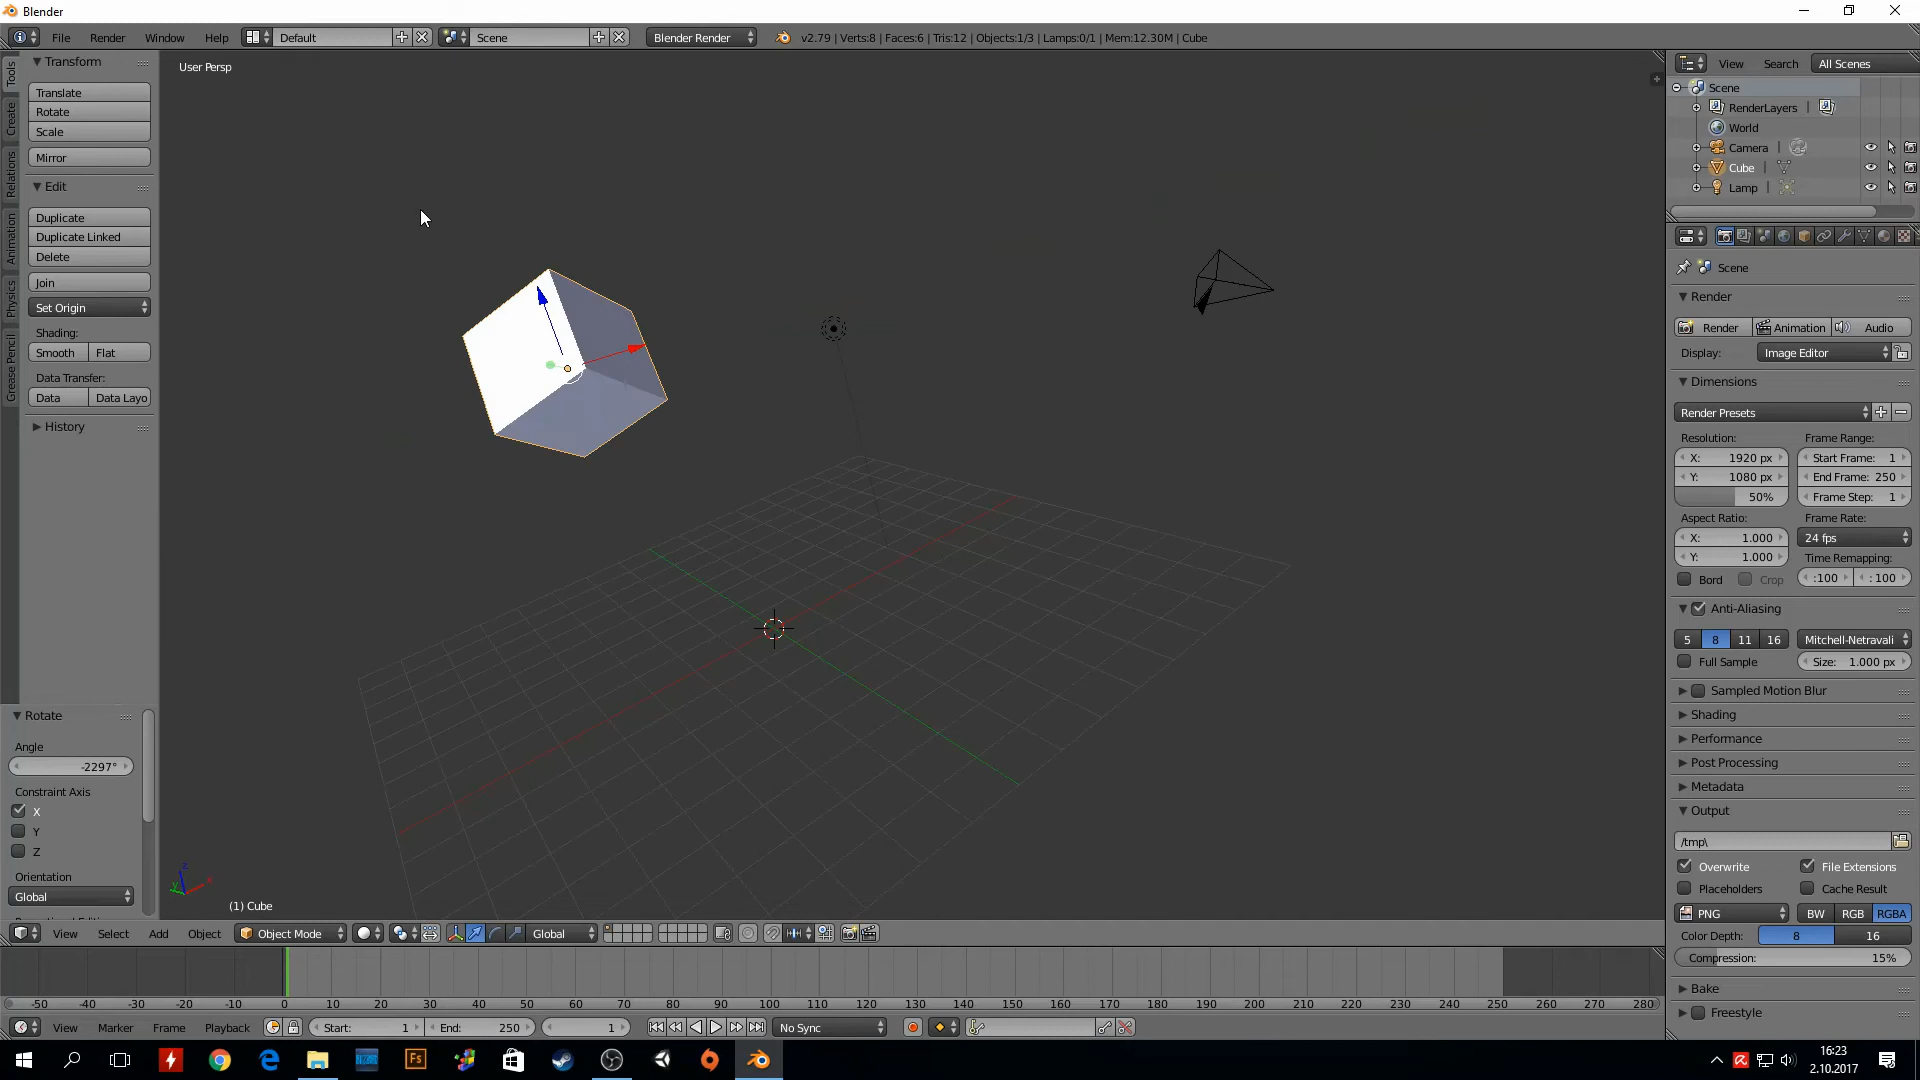 Blender
File Render Window Help Default Scene Blender Render v2.79 | Verts:8 | Faces:6 | Tris:12 | Objects:1/3 | Lamps:0/1 | Mem:12.30M | Cube
Tools
Create
Relations
Animation
Physics
Grease Pencil
Transform
Translate
Rotate
Scale
Mirror
Edit
Duplicate
Duplicate Linked
Delete
Join
Set Origin
Shading:
Smooth Flat
Data Transfer:
Data Data Layo
History
Rotate
Angle
-2297°
Constraint Axis
X
Y
Z
Orientation
Global
User Persp
(1) Cube
View Select Add Object Object Mode Global
-50 -40 -30 -20 -10 0 10 20 30 40 50 60 70 80 90 100 110 120 130 140 150 160 170 180 190 200 210 220 230 240 250 260 270 280
View Marker Frame Playback Start: 1 End: 250 1 No Sync
View Search All Scenes
Scene
RenderLayers |
World
Camera |
Cube |
Lamp |
Scene
Render
Render Animation Audio
Display: Image Editor
Dimensions
Render Presets
Resolution: Frame Range:
X: 1920 px Start Frame: 1
Y: 1080 px End Frame: 250
50% Frame Step: 1
Aspect Ratio: Frame Rate:
X: 1.000 24 fps
Y: 1.000 Time Remapping:
Bord Crop :100 : 100
Anti-Aliasing
5 8 11 16 Mitchell-Netravali
Full Sample Size: 1.000 px
Sampled Motion Blur
Shading
Performance
Post Processing
Metadata
Output
/tmp\
Overwrite File Extensions
Placeholders Cache Result
PNG BW RGB RGBA
Color Depth: 8 16
Compression: 15%
Bake
Freestyle
Fs
16:23
2.10.2017